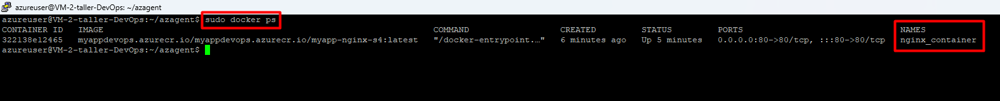 azureuser@VM-2-taller-DevOps: ~/azagent
azureuser@VM-2-taller-DevOps:~/azagent$ sudo docker ps
CONTAINER ID   IMAGE   COMMAND   CREATED   STATUS   PORTS   NAMES
322138e12465   myappdevops.azurecr.io/myappdevops.azurecr.io/myapp-nginx-s4:latest   "/docker-entrypoint.…"   6 minutes ago   Up 5 minutes   0.0.0.0:80->80/tcp, :::80->80/tcp   nginx_container
azureuser@VM-2-taller-DevOps:~/azagent$